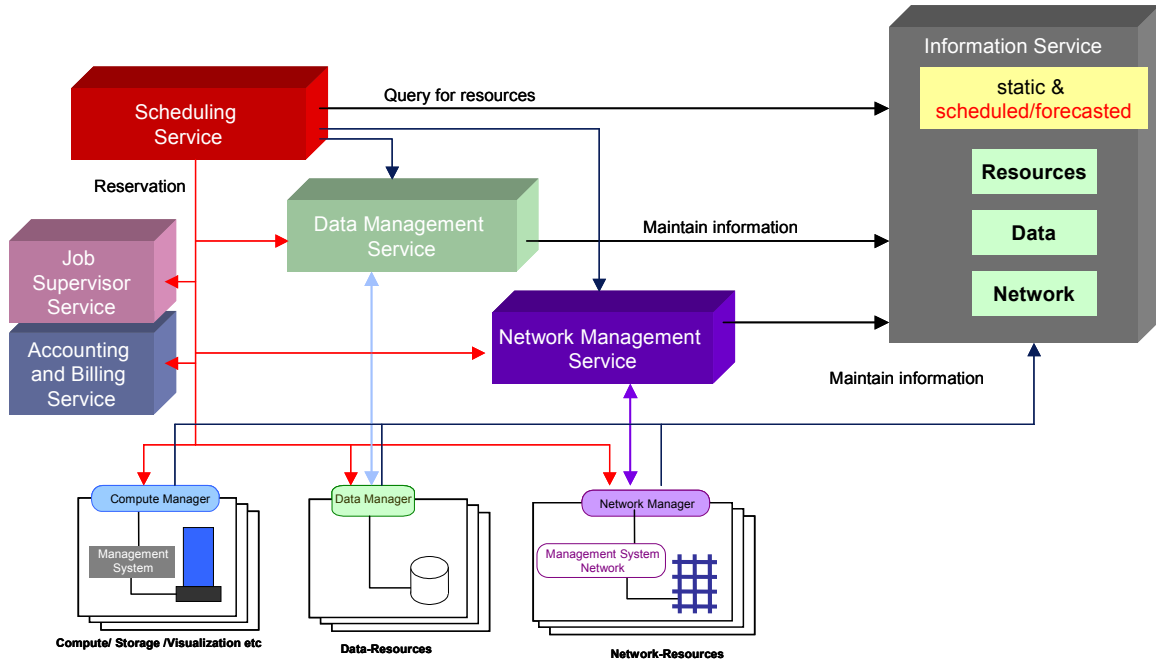 Information Service
static &
scheduled/forecasted
Resources
Data
Network
Scheduling
Service
Query for resources
Reservation
Data Management
Service
Maintain information
Job
Supervisor
Service
Network Management
Service
Accounting
and Billing
Service
Maintain information
Compute Manager
Management
System
Compute/ Storage /Visualization etc
Data Manager
Data-Resources
Network Manager
Management System
Network
Network-Resources